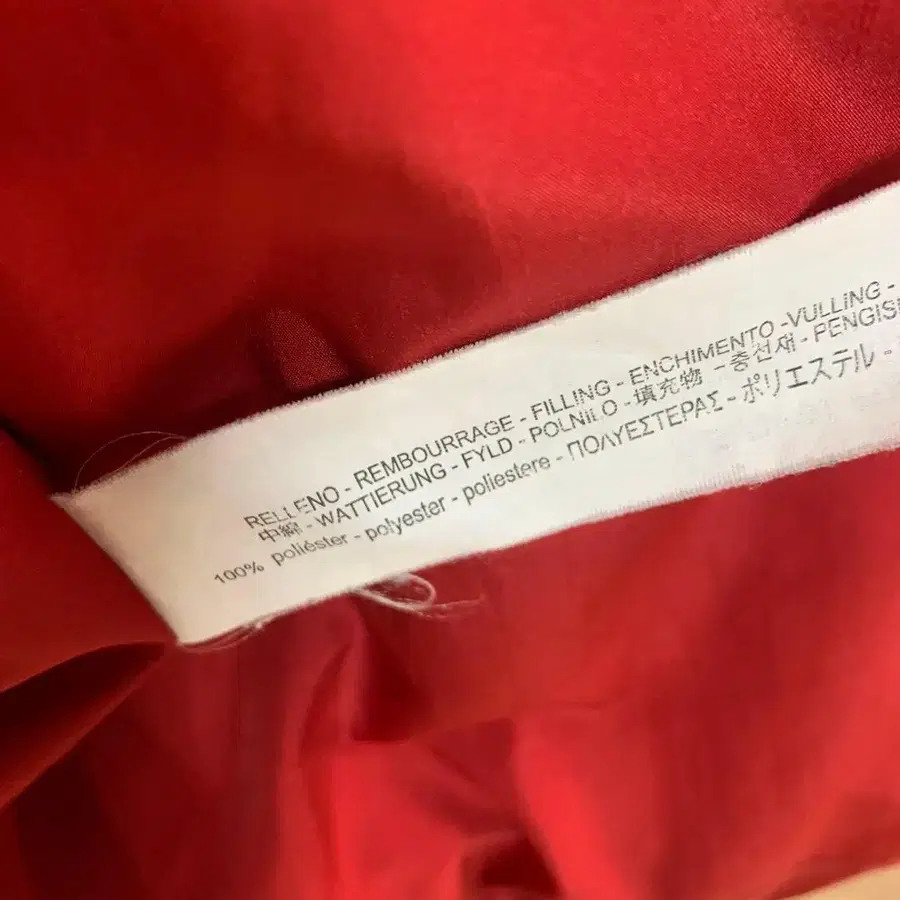 RELLENO - REMBOURRAGE - FILLING - ENCHIMENTO -VULLING -
中綿 - WATTIERUNG - FYLD - POLNILO - 填充物 - 충선재 - PENGISI
100% poliéster - polyester - poliestere - ΠΟΛΥΕΣΤΕΡΑΣ - ポリエステル -